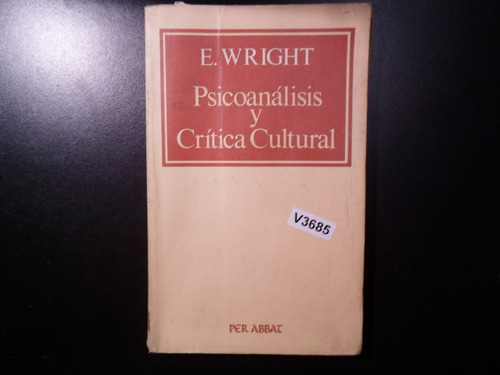 E. WRIGHT
Psicoanálisis
y
Crítica Cultural
V3685
PER ABBAT